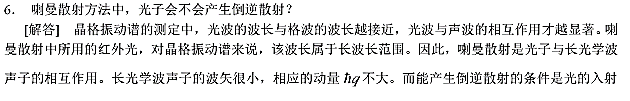 6. 喇曼散射方法中，光子会不会产生倒逆散射？
[解答] 晶格振动谱的测定中，光波的波长与格波的波长越接近，光波与声波的相互作用才越显著。喇
曼散射中所用的红外光，对晶格振动谱来说，该波长属于长波长范围。因此，喇曼散射是光子与长光学波
声子的相互作用。长光学波声子的波矢很小，相应的动量ℏq不大。而能产生倒逆散射的条件是光的入射